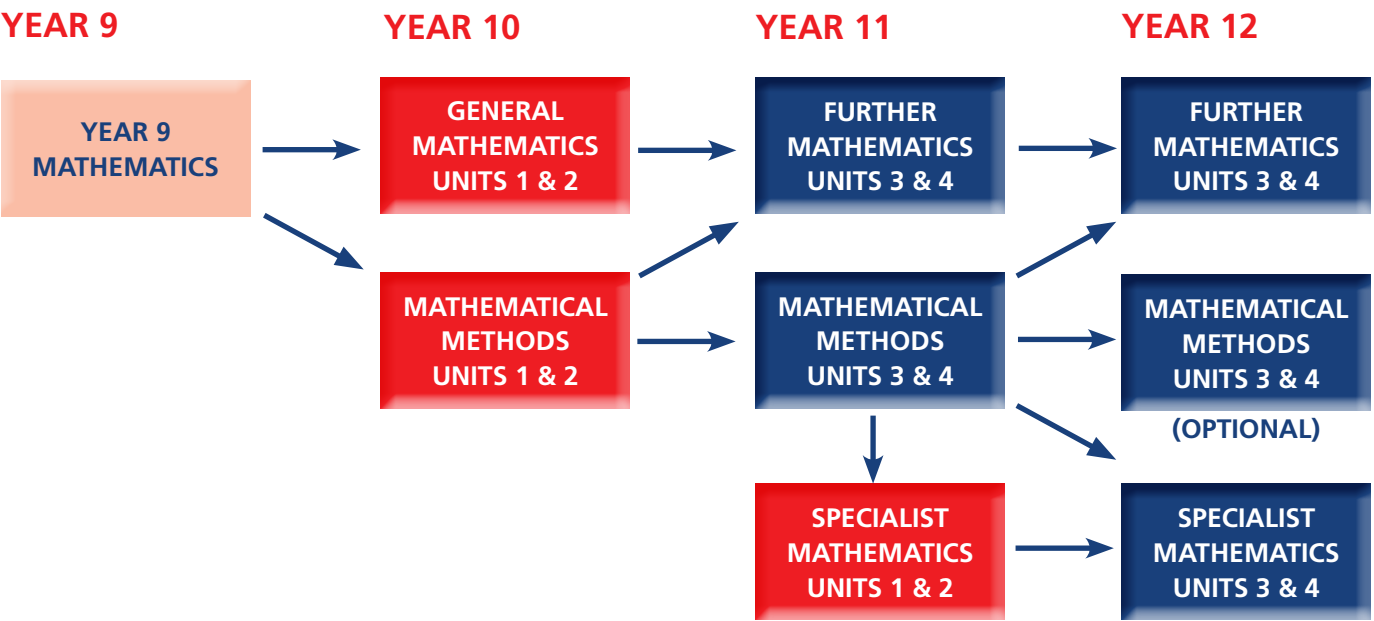 YEAR 9
YEAR 10
YEAR 11
YEAR 12
YEAR 9
MATHEMATICS
GENERAL
MATHEMATICS
UNITS 1 & 2
FURTHER
MATHEMATICS
UNITS 3 & 4
FURTHER
MATHEMATICS
UNITS 3 & 4
MATHEMATICAL
METHODS
UNITS 1 & 2
MATHEMATICAL
METHODS
UNITS 3 & 4
MATHEMATICAL
METHODS
UNITS 3 & 4
(OPTIONAL)
SPECIALIST
MATHEMATICS
UNITS 1 & 2
SPECIALIST
MATHEMATICS
UNITS 3 & 4